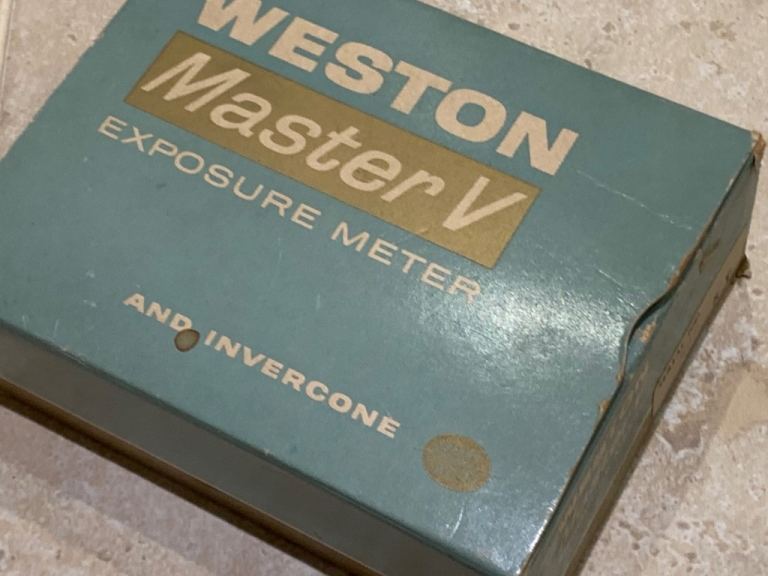 WESTON
Master V
EXPOSURE METER
AND INVERCONE